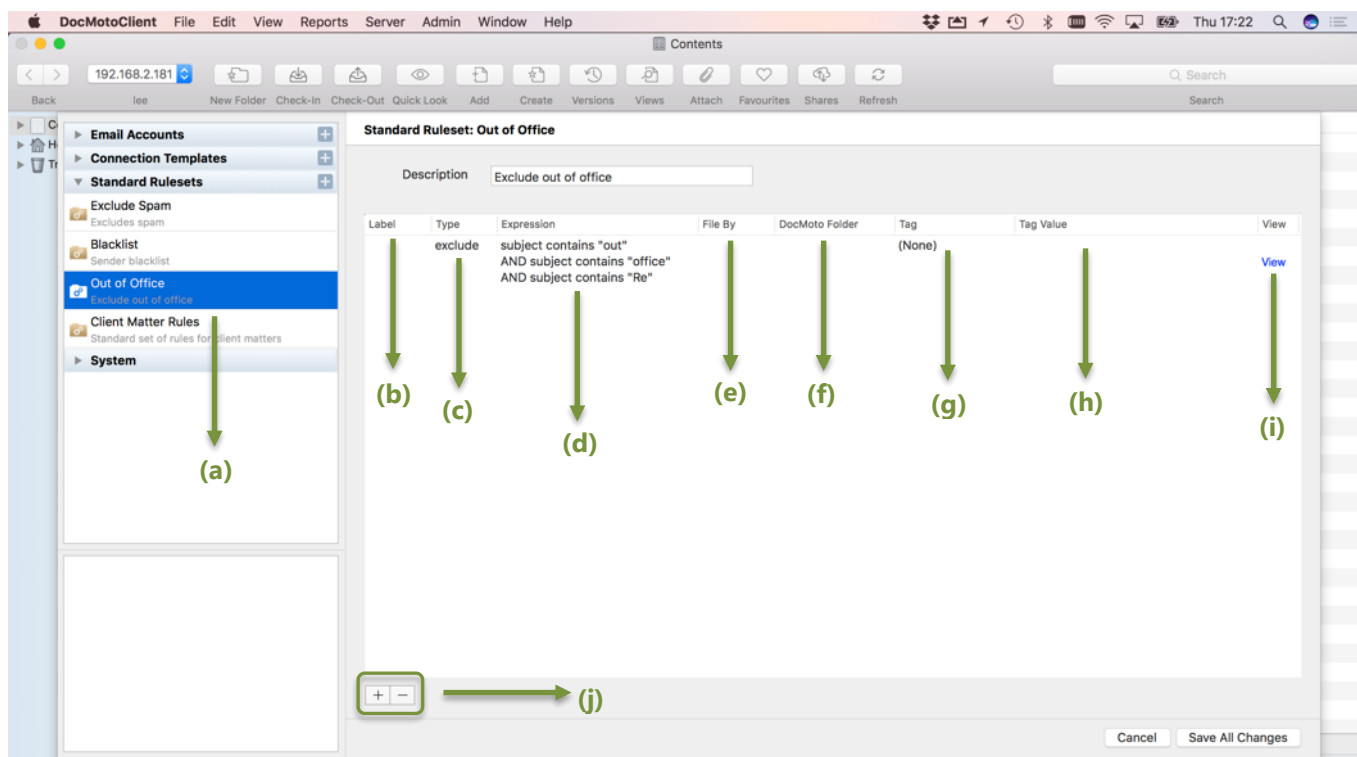 DocMotoClient File Edit View Reports Server Admin Window Help Thu 17:22
Contents
192.168.2.181 Search
Back lee New Folder Check-In Check-Out Quick Look Add Create Versions Views Attach Favourites Shares Refresh Search
Email Accounts
Connection Templates
Standard Rulesets
Exclude Spam
Excludes spam
Blacklist
Sender blacklist
Out of Office
Exclude out of office
Client Matter Rules
Standard set of rules for client matters
System
(a)
Standard Ruleset: Out of Office
Description Exclude out of office
Label Type Expression File By DocMoto Folder Tag Tag Value View
exclude subject contains "out" (None)
AND subject contains "office" View
AND subject contains "Re"
(b) (c) (d) (e) (f) (g) (h) (i)
+ − (j)
Cancel Save All Changes